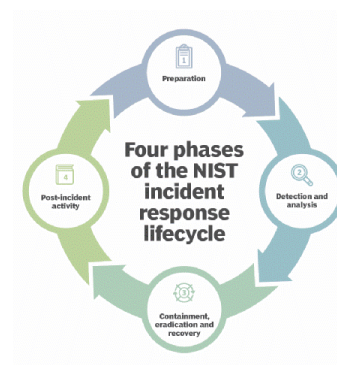 1
Preparation
Four phases
of the NIST
incident
response
lifecycle
2
Detection and
analysis
3
Containment,
eradication and
recovery
4
Post-incident
activity